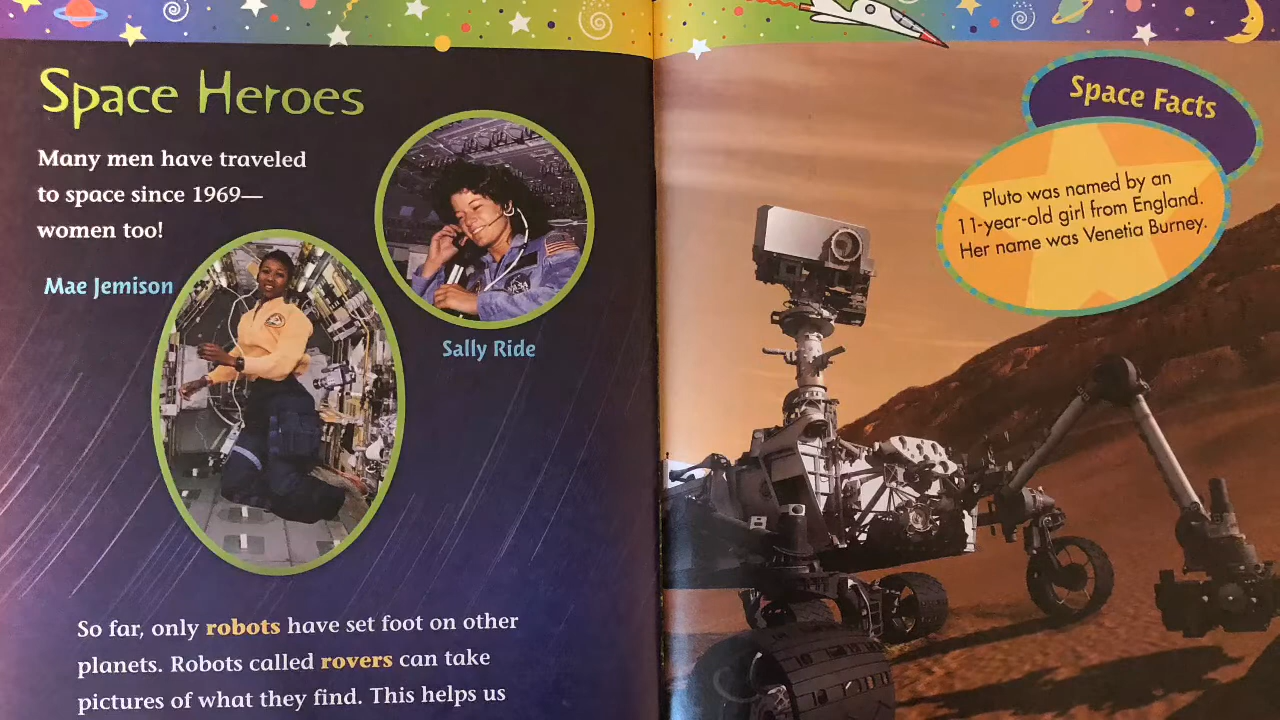 Space Heroes
Many men have traveled
to space since 1969—
women too!
Mae Jemison
Sally Ride
NASA
So far, only robots have set foot on other
planets. Robots called rovers can take
pictures of what they find. This helps us
Space Facts
Pluto was named by an
11-year-old girl from England.
Her name was Venetia Burney.